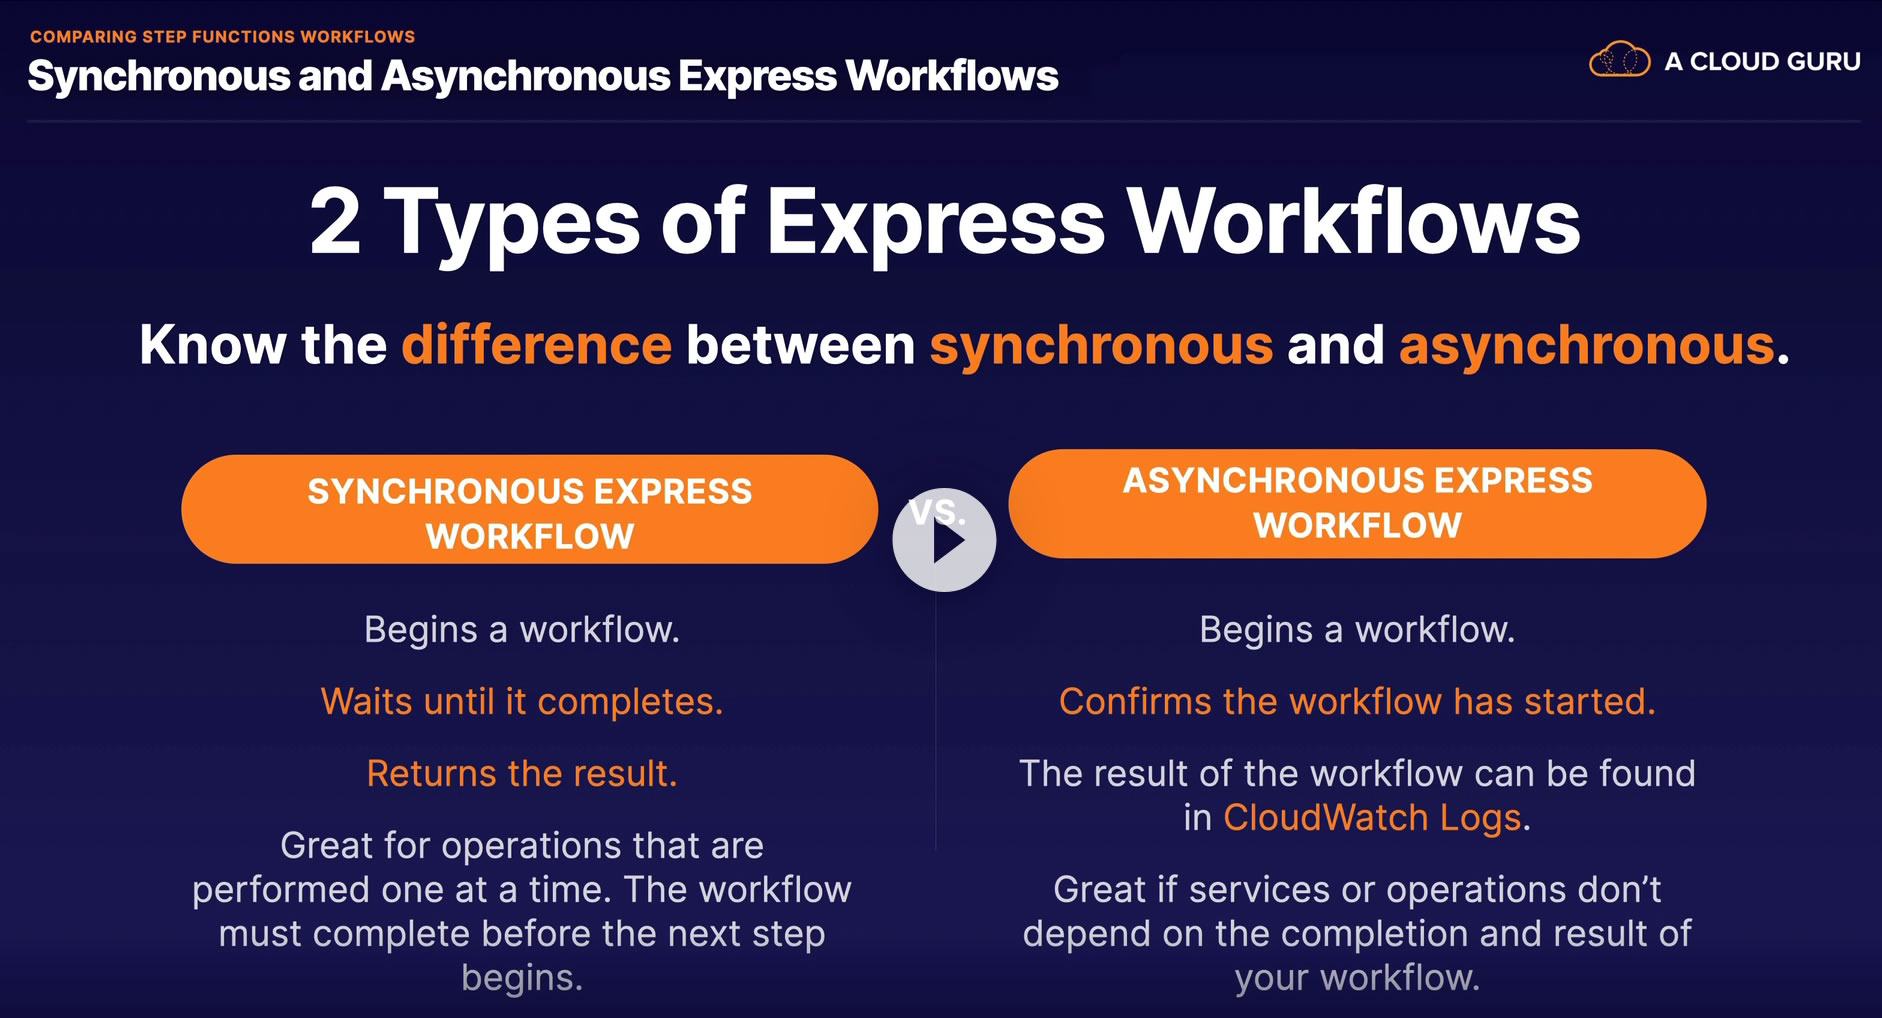 COMPARING STEP FUNCTIONS WORKFLOWS
Synchronous and Asynchronous Express Workflows
A CLOUD GURU
2 Types of Express Workflows
Know the difference between synchronous and asynchronous.
SYNCHRONOUS EXPRESS
WORKFLOW
Begins a workflow.
Waits until it completes.
Returns the result.
Great for operations that are
performed one at a time. The workflow
must complete before the next step
begins.
VS.
ASYNCHRONOUS EXPRESS
WORKFLOW
Begins a workflow.
Confirms the workflow has started.
The result of the workflow can be found
in CloudWatch Logs.
Great if services or operations don’t
depend on the completion and result of
your workflow.